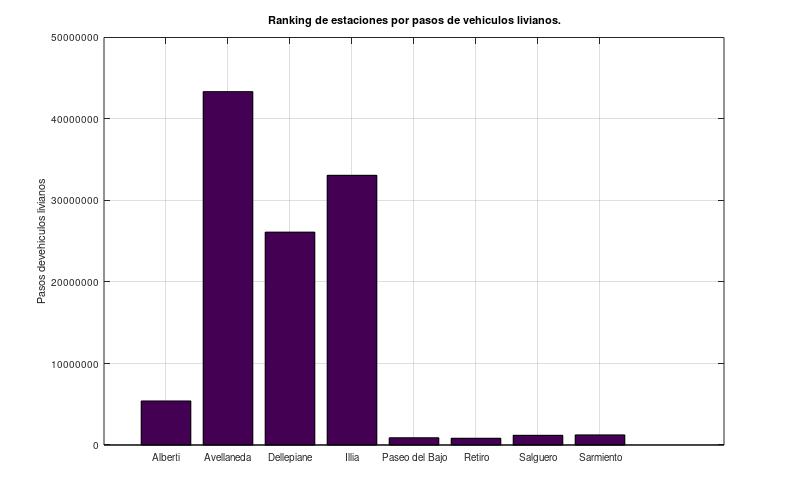 Ranking de estaciones por pasos de vehiculos livianos.
50000000
40000000
30000000
20000000
10000000
0
Pasos devehiculos livianos
Alberti Avellaneda Dellepiane Illia Paseo del Bajo Retiro Salguero Sarmiento